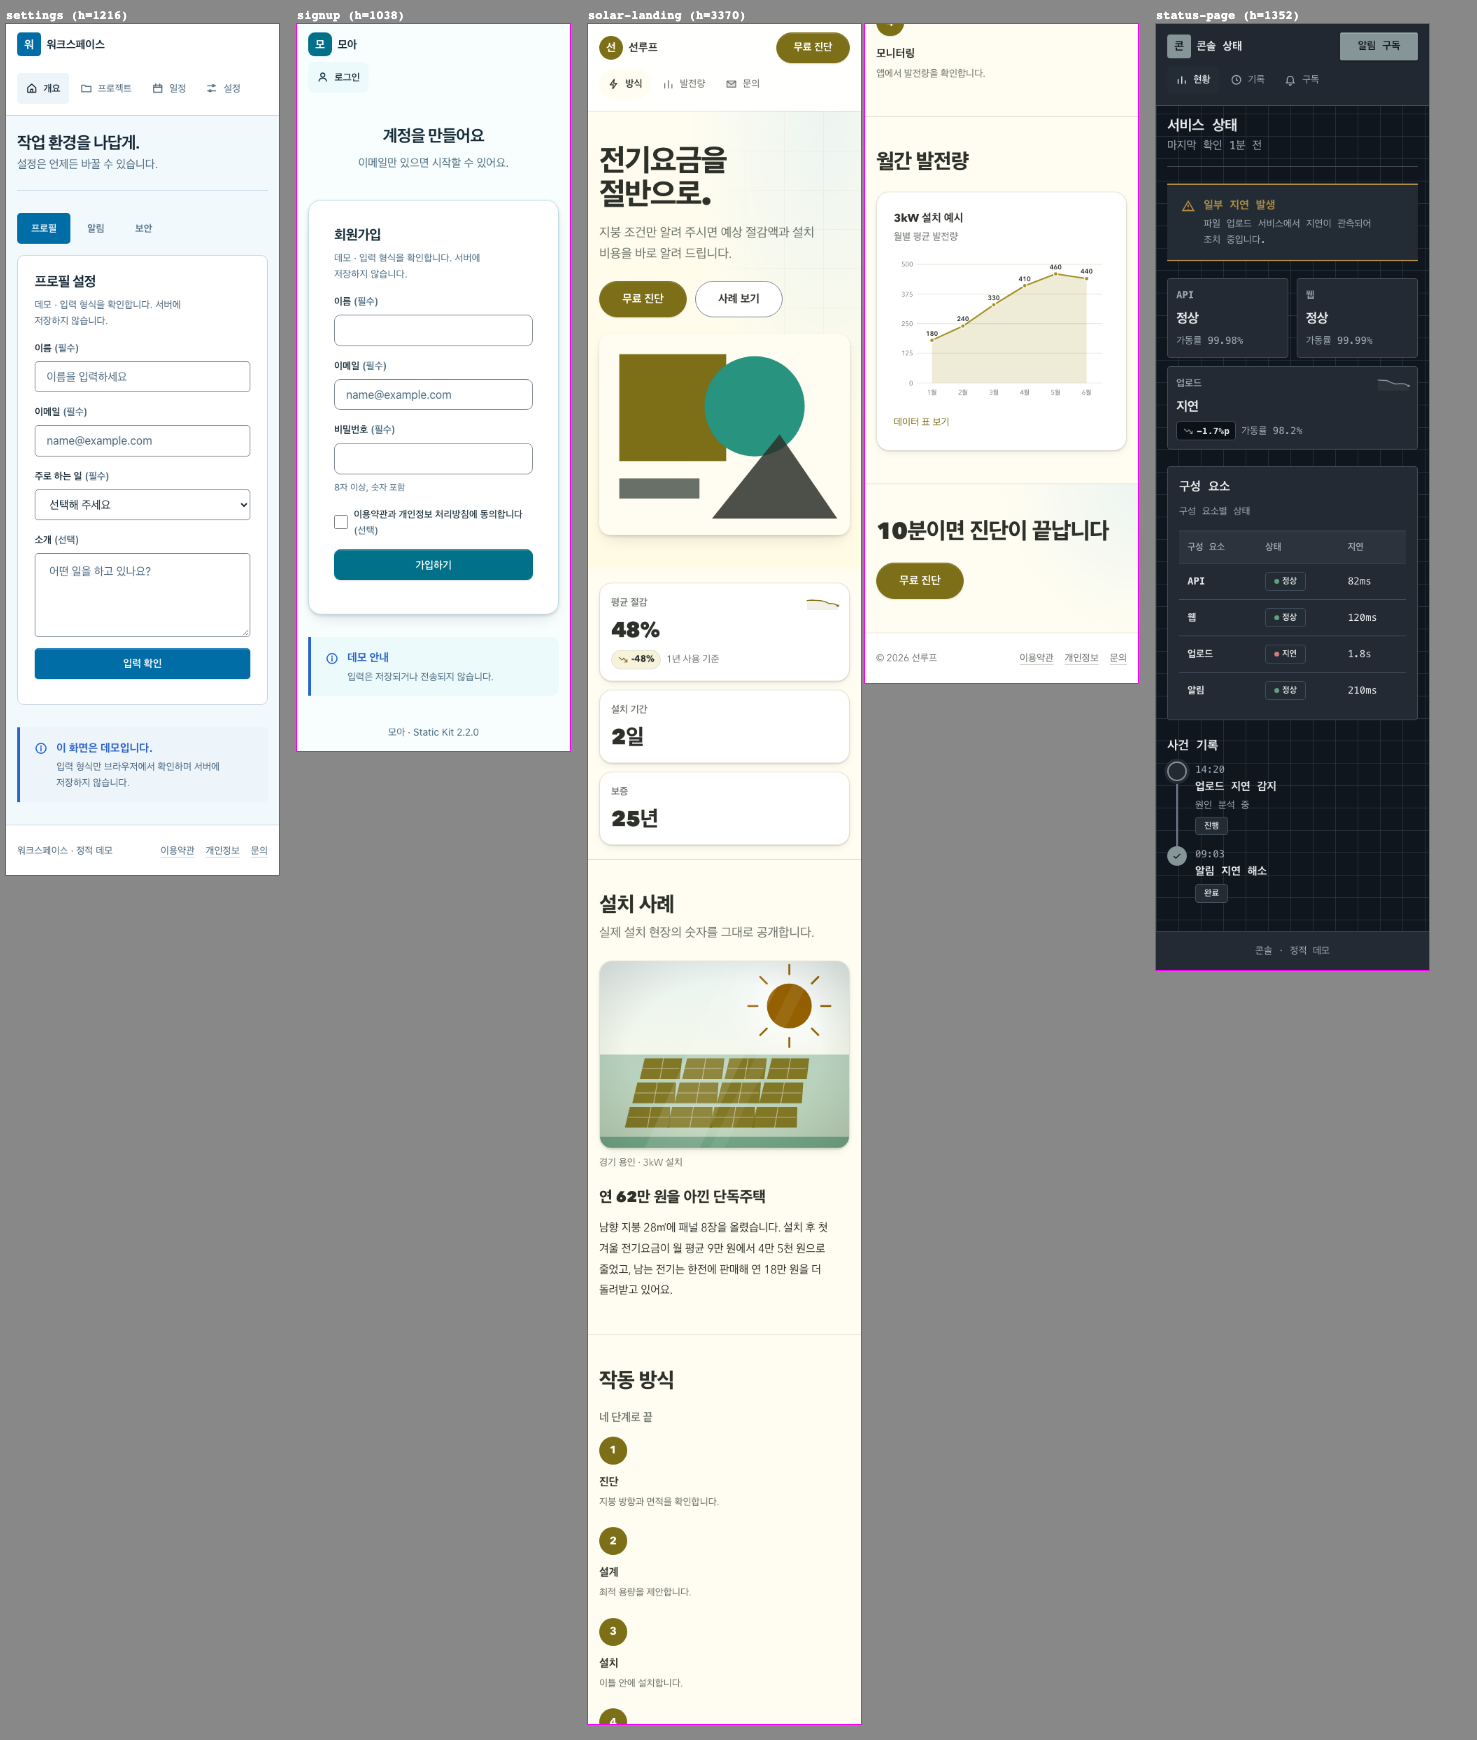 settings (h=1216)
워 워크스페이스
개요 프로젝트 일정 설정
작업 환경을 나답게.
설정은 언제든 바꿀 수 있습니다.
프로필 알림 보안
프로필 설정
데모 · 입력 형식을 확인합니다. 서버에
저장하지 않습니다.
이름 (필수)
이름을 입력하세요
이메일 (필수)
name@example.com
주로 하는 일 (필수)
선택해 주세요
소개 (선택)
어떤 일을 하고 있나요?
입력 확인
이 화면은 데모입니다.
입력 형식만 브라우저에서 확인하며 서버에
저장하지 않습니다.
워크스페이스 · 정적 데모 이용약관 개인정보 문의
signup (h=1038)
모 모아
로그인
계정을 만들어요
이메일만 있으면 시작할 수 있어요.
회원가입
데모 · 입력 형식을 확인합니다. 서버에
저장하지 않습니다.
이름 (필수)
이메일 (필수)
name@example.com
비밀번호 (필수)
8자 이상, 숫자 포함
이용약관과 개인정보 처리방침에 동의합니다
(선택)
가입하기
데모 안내
입력은 저장되거나 전송되지 않습니다.
모아 · Static Kit 2.2.0
solar-landing (h=3370)
선 선루프 무료 진단
방식 발전량 문의
전기요금을
절반으로.
지붕 조건만 알려 주시면 예상 절감액과 설치
비용을 바로 알려 드립니다.
무료 진단 사례 보기
평균 절감
48%
-48% 1년 사용 기준
설치 기간
2일
보증
25년
설치 사례
실제 설치 현장의 숫자를 그대로 공개합니다.
경기 용인 · 3kW 설치
연 62만 원을 아낀 단독주택
남향 지붕 28㎡에 패널 8장을 올렸습니다. 설치 후 첫
겨울 전기요금이 월 평균 9만 원에서 4만 5천 원으로
줄었고, 남는 전기는 한전에 판매해 연 18만 원을 더
돌려받고 있어요.
작동 방식
네 단계로 끝
1
진단
지붕 방향과 면적을 확인합니다.
2
설계
최적 용량을 제안합니다.
3
설치
이틀 안에 설치합니다.
4
모니터링
앱에서 발전량을 확인합니다.
월간 발전량
3kW 설치 예시
월별 평균 발전량
500
375
250
125
0
180 240 330 410 460 440
1월 2월 3월 4월 5월 6월
데이터 표 보기
10분이면 진단이 끝납니다
무료 진단
© 2026 선루프 이용약관 개인정보 문의
status-page (h=1352)
콘 콘솔 상태 알림 구독
현황 기록 구독
서비스 상태
마지막 확인 1분 전
일부 지연 발생
파일 업로드 서비스에서 지연이 관측되어
조치 중입니다.
API
정상
가동률 99.98%
웹
정상
가동률 99.99%
업로드
지연
-1.7%p 가동률 98.2%
구성 요소
구성 요소별 상태
구성 요소 상태 지연
API 정상 82ms
웹 정상 120ms
업로드 지연 1.8s
알림 정상 210ms
사건 기록
14:20
업로드 지연 감지
원인 분석 중
진행
09:03
알림 지연 해소
완료
콘솔 · 정적 데모